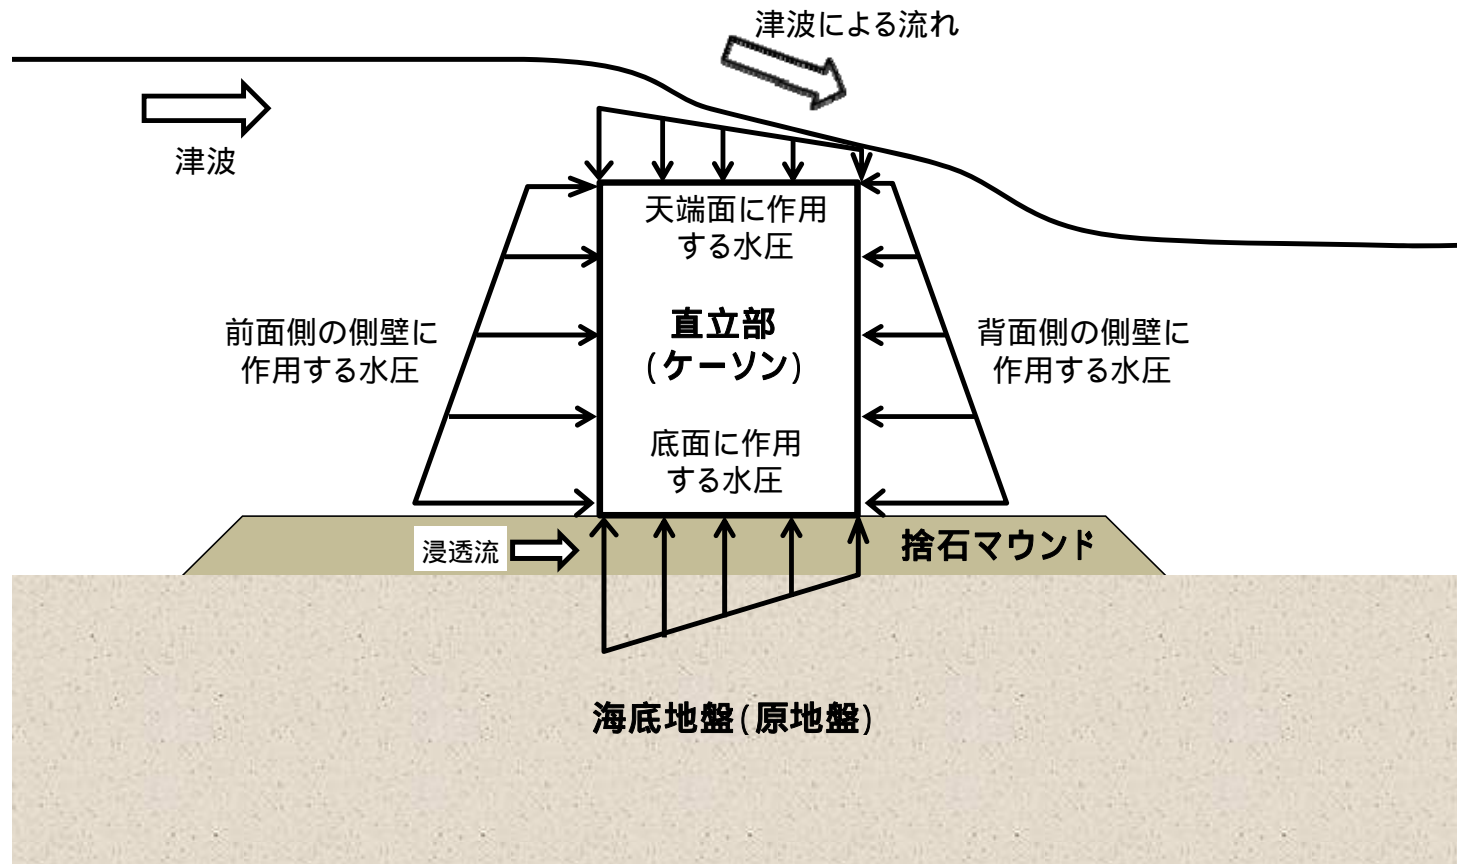 津波による流れ
津波
天端面に作用
する水圧
前面側の側壁に
作用する水圧
直立部
(ケーソン)
背面側の側壁に
作用する水圧
底面に作用
する水圧
浸透流
捨石マウンド
海底地盤(原地盤)